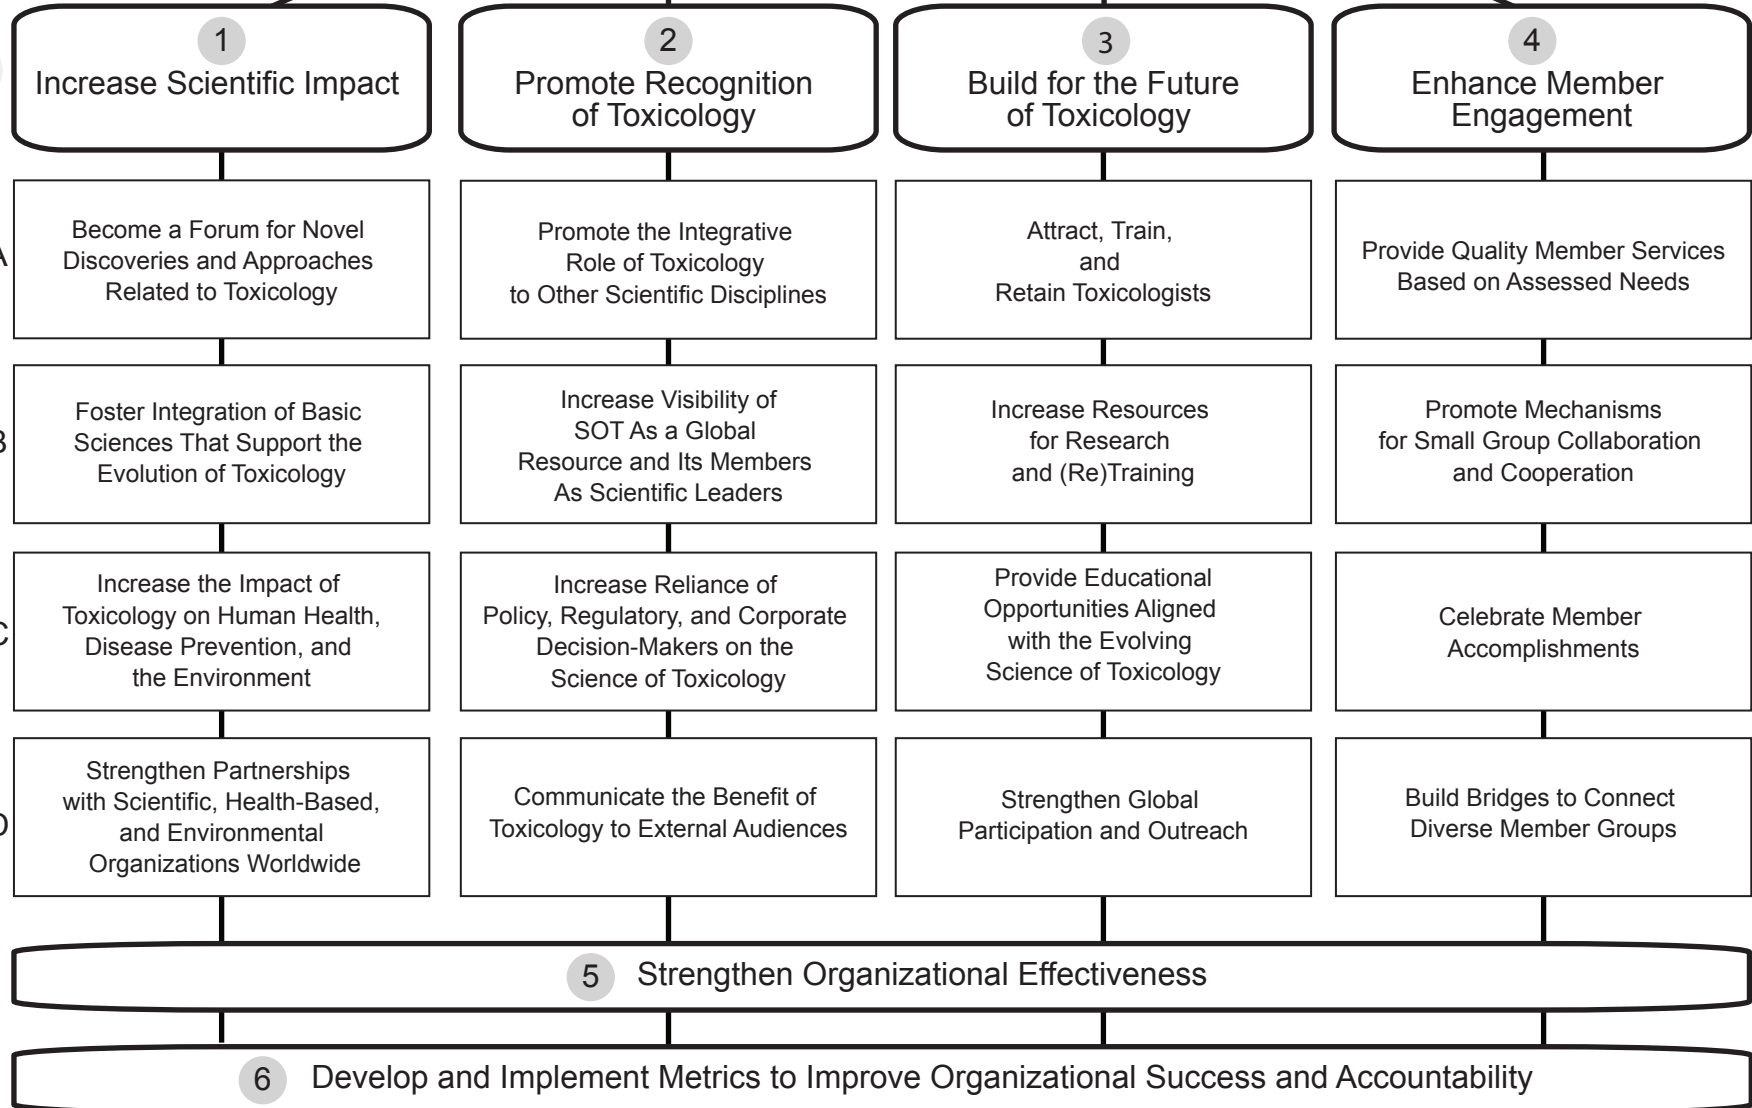 1
Increase Scientific Impact
2
Promote Recognition
of Toxicology
3
Build for the Future
of Toxicology
4
Enhance Member
Engagement
A
Become a Forum for Novel
Discoveries and Approaches
Related to Toxicology
Promote the Integrative
Role of Toxicology
to Other Scientific Disciplines
Attract, Train,
and
Retain Toxicologists
Provide Quality Member Services
Based on Assessed Needs
B
Foster Integration of Basic
Sciences That Support the
Evolution of Toxicology
Increase Visibility of
SOT As a Global
Resource and Its Members
As Scientific Leaders
Increase Resources
for Research
and (Re)Training
Promote Mechanisms
for Small Group Collaboration
and Cooperation
C
Increase the Impact of
Toxicology on Human Health,
Disease Prevention, and
the Environment
Increase Reliance of
Policy, Regulatory, and Corporate
Decision-Makers on the
Science of Toxicology
Provide Educational
Opportunities Aligned
with the Evolving
Science of Toxicology
Celebrate Member
Accomplishments
D
Strengthen Partnerships
with Scientific, Health-Based,
and Environmental
Organizations Worldwide
Communicate the Benefit of
Toxicology to External Audiences
Strengthen Global
Participation and Outreach
Build Bridges to Connect
Diverse Member Groups
5 Strengthen Organizational Effectiveness
6 Develop and Implement Metrics to Improve Organizational Success and Accountability